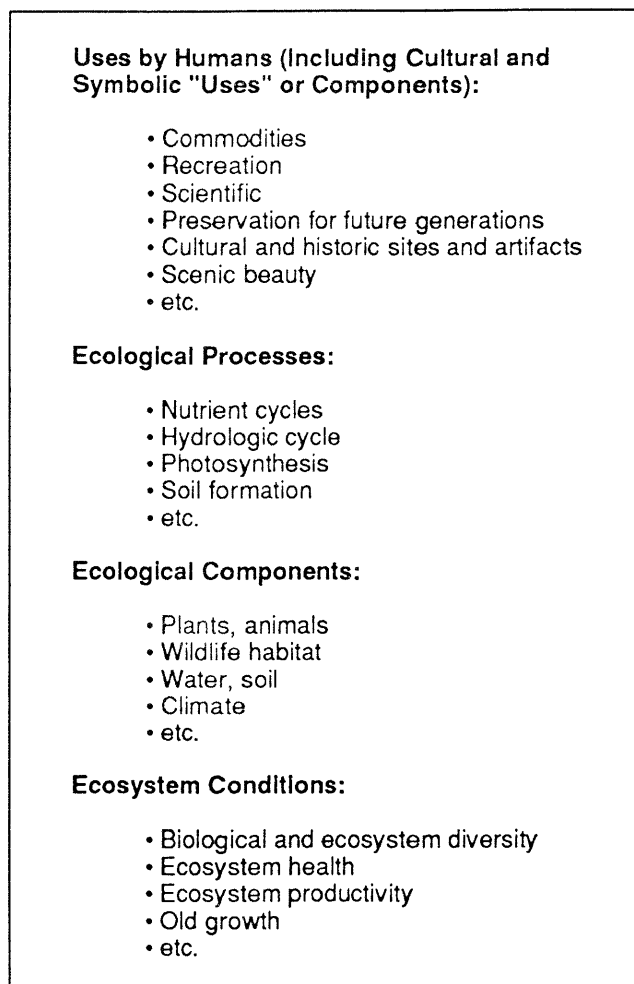 Uses by Humans (Including Cultural and
Symbolic "Uses" or Components):
• Commodities
• Recreation
• Scientific
• Preservation for future generations
• Cultural and historic sites and artifacts
• Scenic beauty
• etc.
Ecological Processes:
• Nutrient cycles
• Hydrologic cycle
• Photosynthesis
• Soil formation
• etc.
Ecological Components:
• Plants, animals
• Wildlife habitat
• Water, soil
• Climate
• etc.
Ecosystem Conditions:
• Biological and ecosystem diversity
• Ecosystem health
• Ecosystem productivity
• Old growth
• etc.